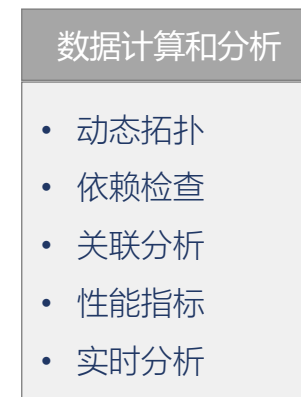 数据计算和分析
• 动态拓扑
• 依赖检查
• 关联分析
• 性能指标
• 实时分析